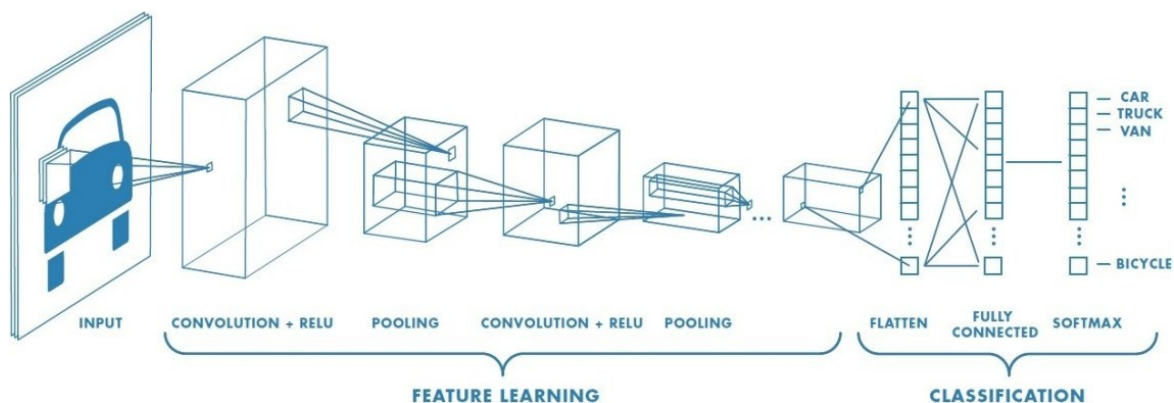 CAR
TRUCK
VAN
BICYCLE
INPUT
CONVOLUTION + RELU
POOLING
CONVOLUTION + RELU
POOLING
FLATTEN
FULLY
CONNECTED
SOFTMAX
FEATURE LEARNING
CLASSIFICATION